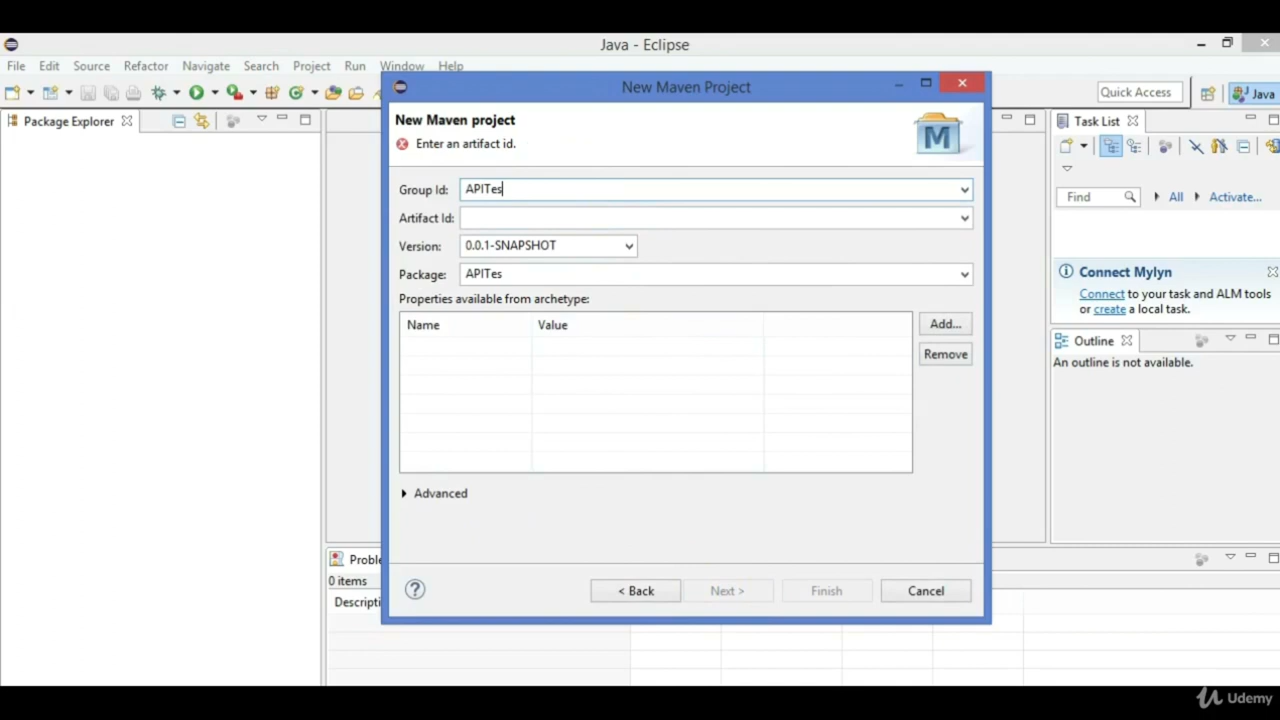 Java - Eclipse
File Edit Source Refactor Navigate Search Project Run Window Help
New Maven Project
Quick Access
Java
Package Explorer
New Maven project
Enter an artifact id.
M
Task List
Group Id: APITes
Find
All
Activate...
Artifact Id:
Version: 0.0.1-SNAPSHOT
Package: APITes
Connect Mylyn
Connect to your task and ALM tools
or create a local task.
Properties available from archetype:
Name Value
Add...
Remove
Outline
An outline is not available.
Advanced
Proble
0 items
Descripti
< Back
Next >
Finish
Cancel
Udemy